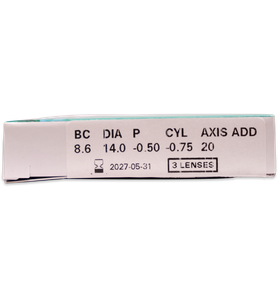 BC DIA P CYL AXIS ADD
8.6 14.0 -0.50 -0.75 20
2027-05-31 3 LENSES